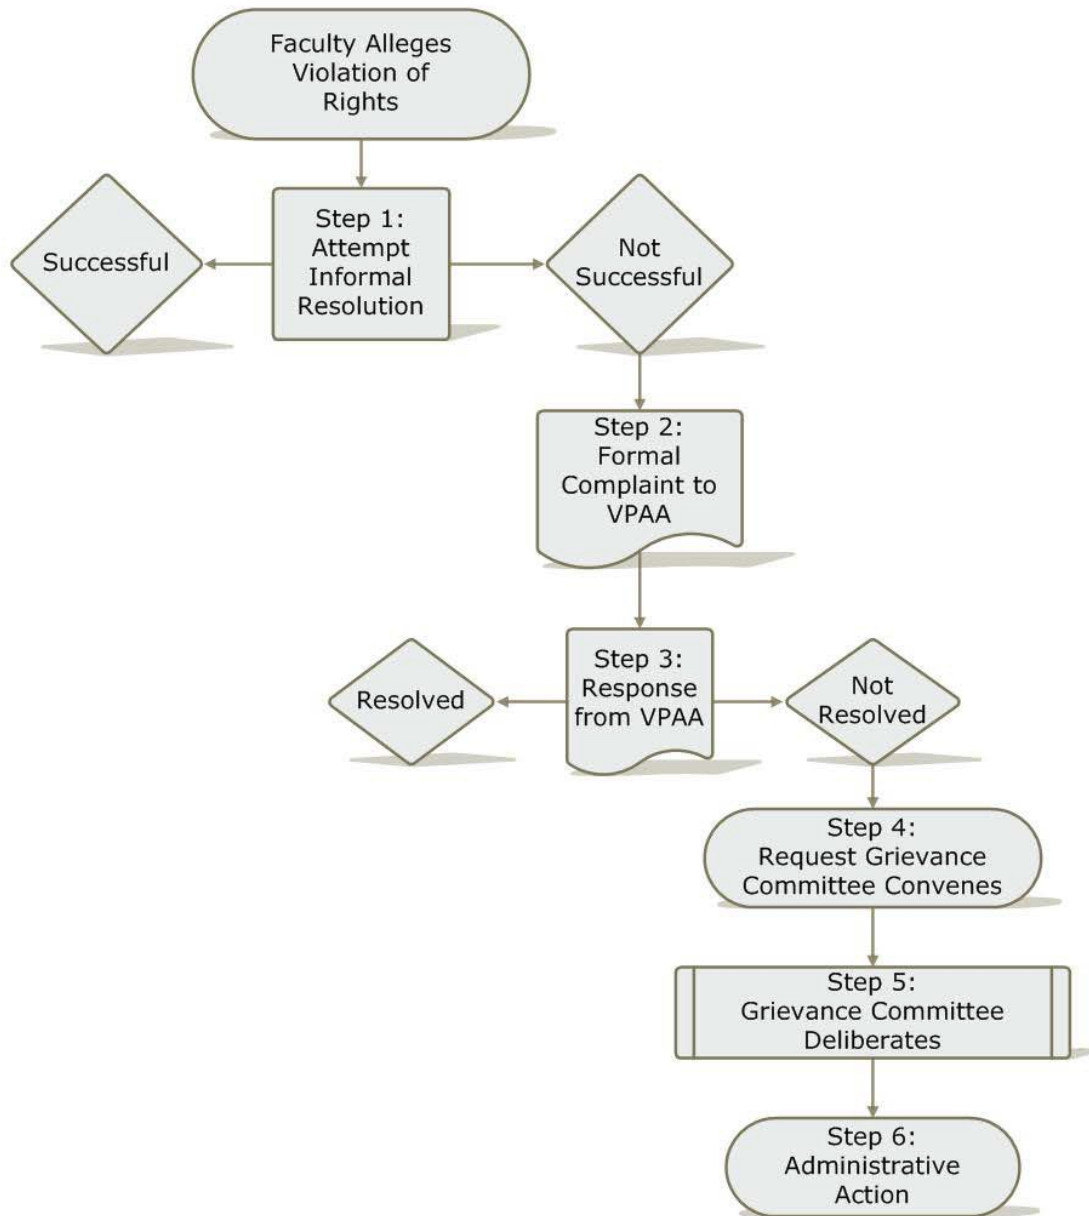 Faculty Alleges
Violation of
Rights
Successful
Step 1:
Attempt
Informal
Resolution
Not
Successful
Step 2:
Formal
Complaint to
VPAA
Resolved
Step 3:
Response
from VPAA
Not
Resolved
Step 4:
Request Grievance
Committee Convenes
Step 5:
Grievance Committee
Deliberates
Step 6:
Administrative
Action